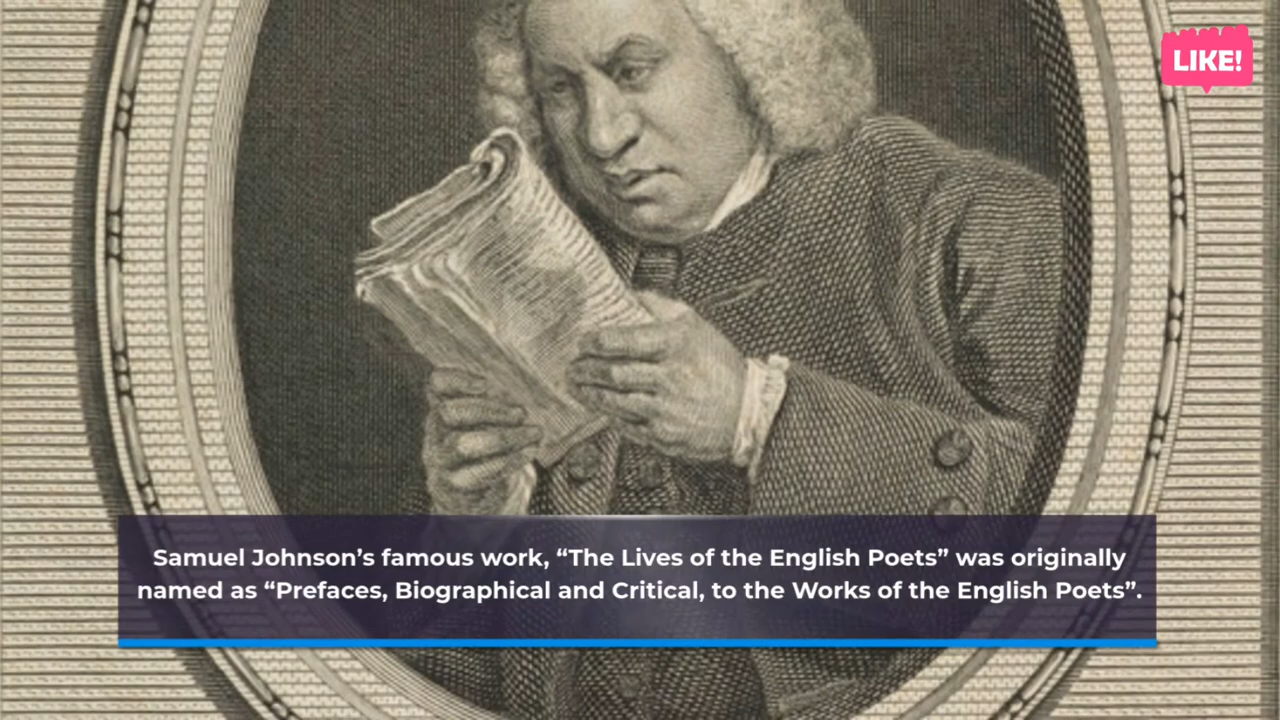 LIKE!
Samuel Johnson’s famous work, “The Lives of the English Poets” was originally
named as “Prefaces, Biographical and Critical, to the Works of the English Poets”.